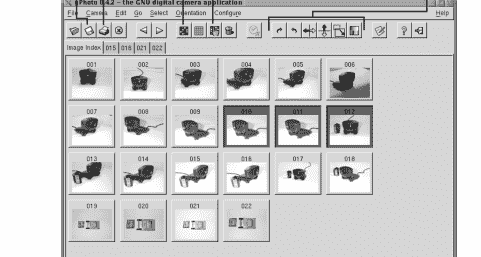 gPhoto 0.4.2 - the GNU digital camera application
File Camera Edit Go Select Orientation Configure Help
Image Index 015 016 021 022
001 002 003 004 005 006
007 008 009 010 011 012
013 014 015 016 017 018
019 020 021 022